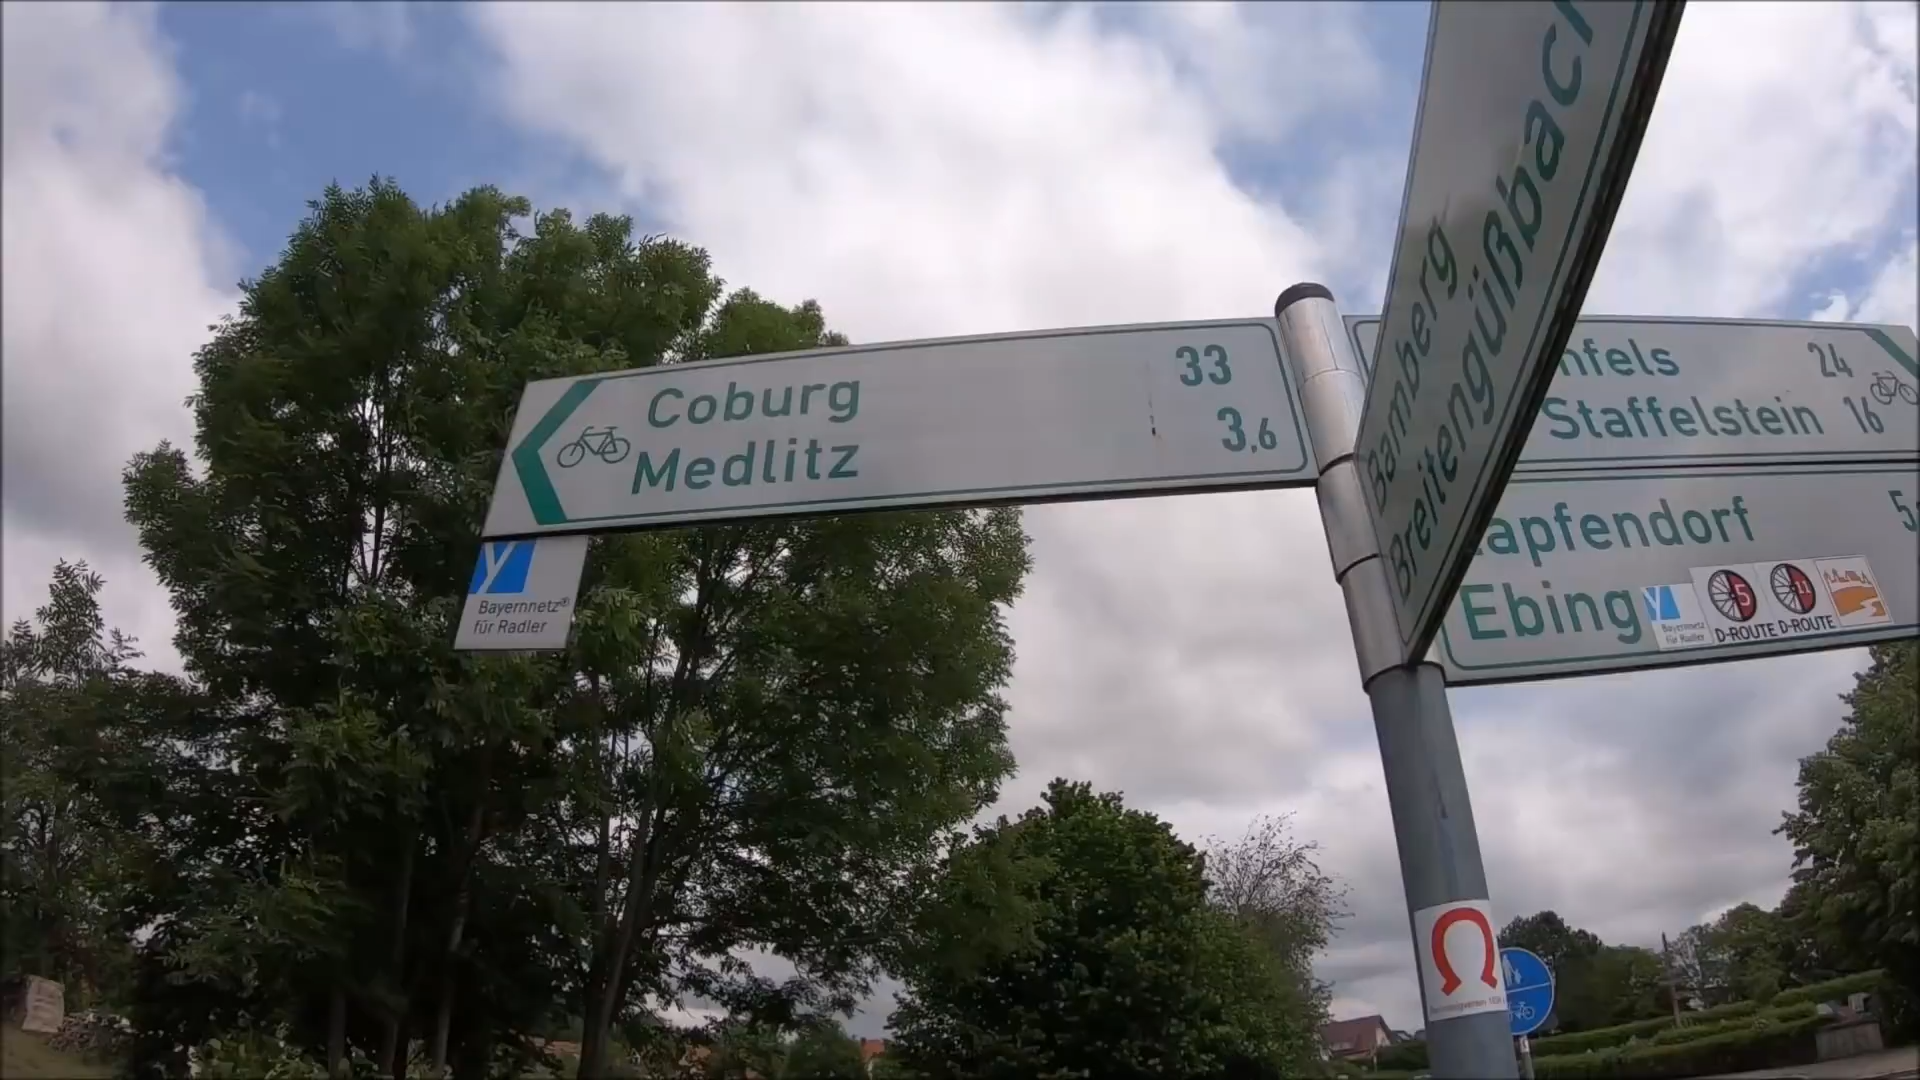 Coburg 33
Medlitz 3,6
Bayernnetz®
für Radler
Bamberg
Breitengüßbach
nfels 24
Staffelstein 16
apfendorf 5
Ebing
Bayernnetz
für Radler
5
D-ROUTE
11
D-ROUTE